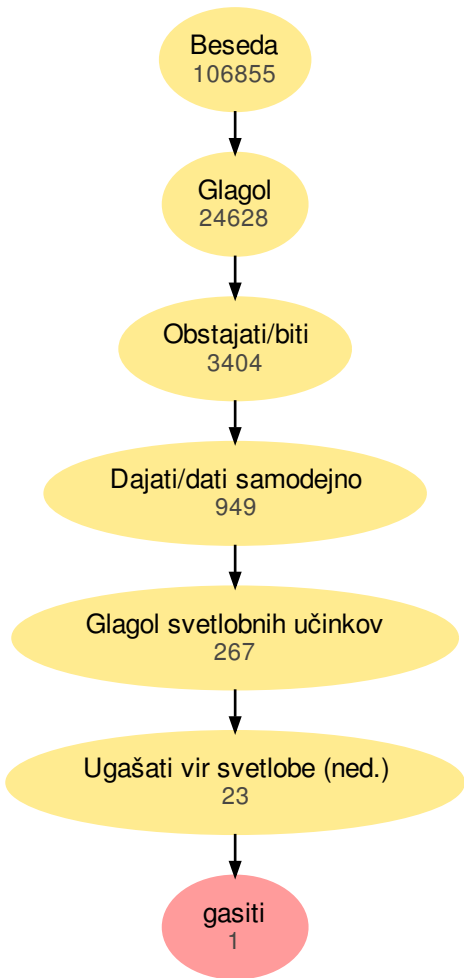 Beseda
106855
Glagol
24628
Obstajati/biti
3404
Dajati/dati samodejno
949
Glagol svetlobnih učinkov
267
Ugašati vir svetlobe (ned.)
23
gasiti
1